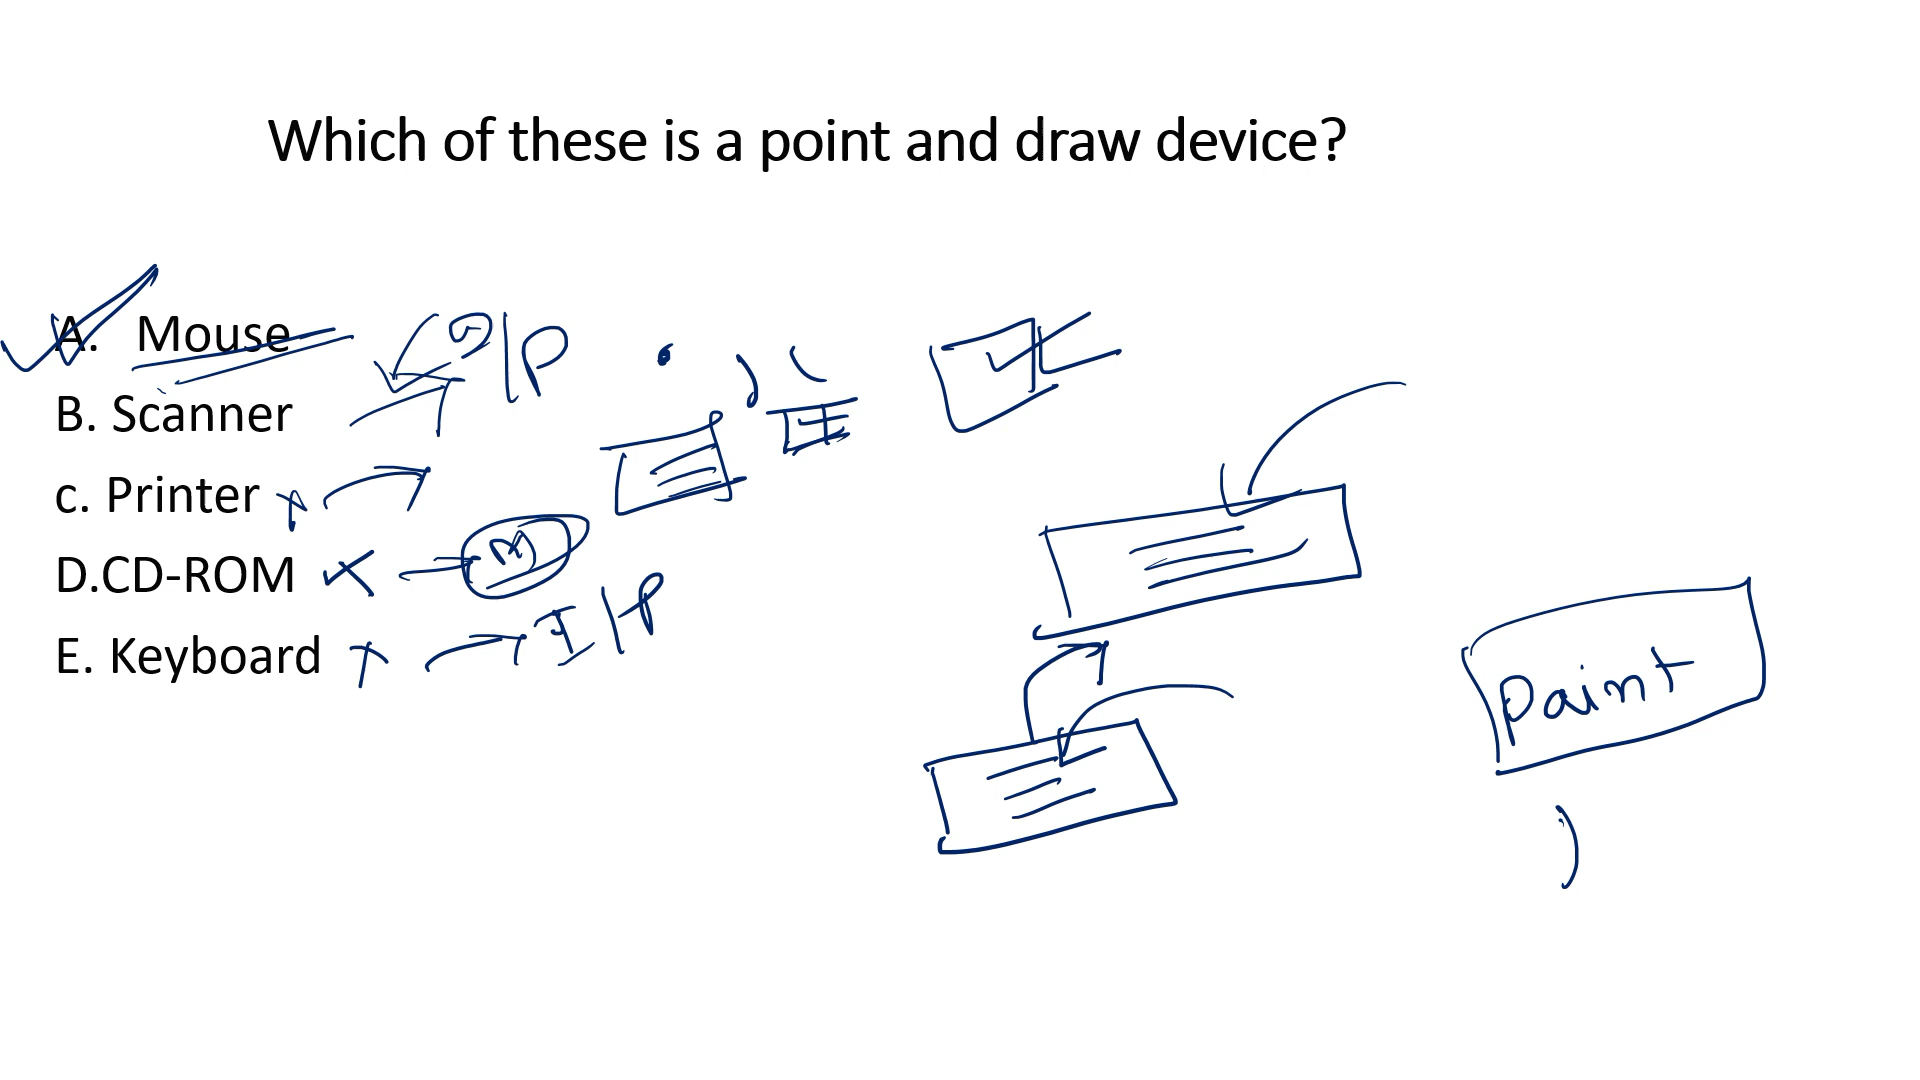 Which of these is a point and draw device?
A. Mouse
O/P
B. Scanner
c. Printer
D.CD-ROM
M
E. Keyboard
I/P
Paint